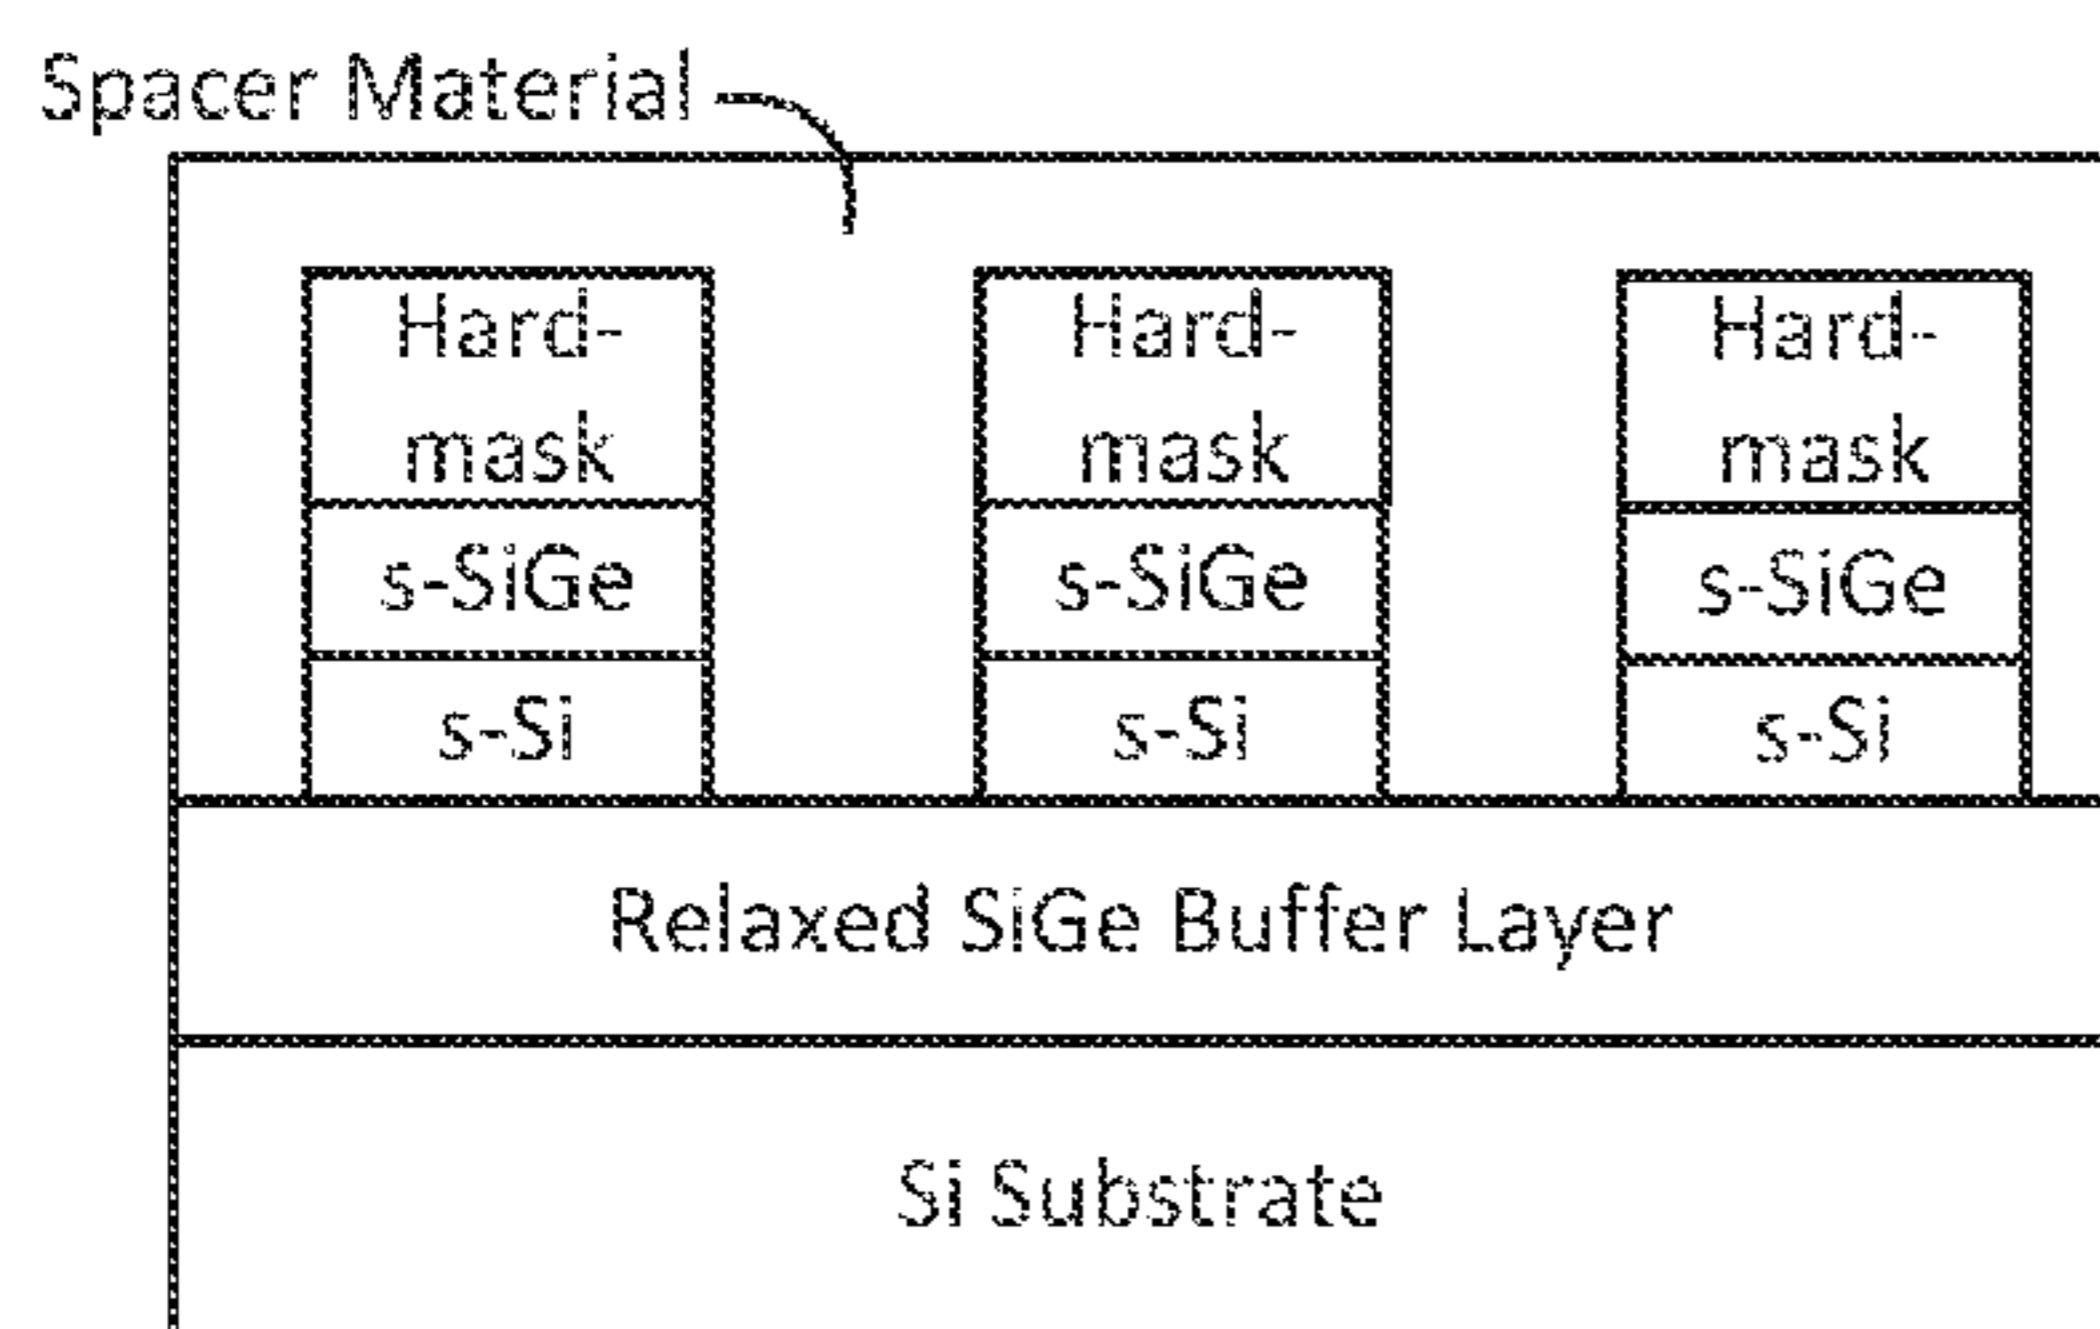 Spacer Material
Hard-
mask
Hard-
mask
Hard-
mask
s-SiGe
s-SiGe
s-SiGe
s-Si
s-Si
s-Si
Relaxed SiGe Buffer Layer
Si Substrate